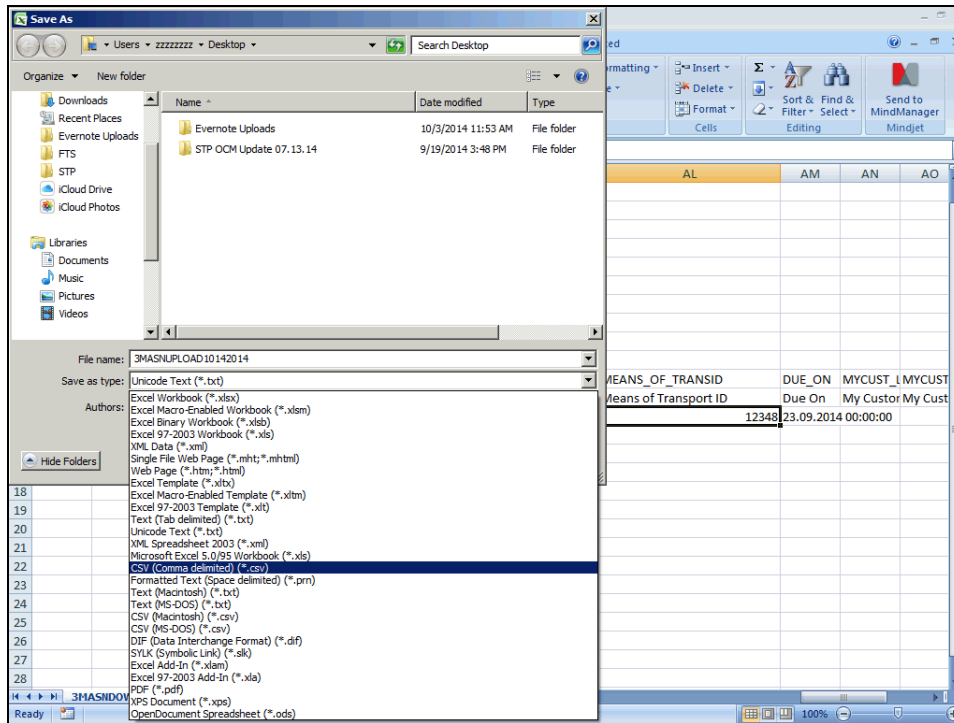 Save As
Users ▾ zzzzzzzz ▾ Desktop ▾
Search Desktop
Organize ▾ New folder
Downloads
Recent Places
Evernote Uploads
FTS
STP
iCloud Drive
iCloud Photos
Libraries
Documents
Music
Pictures
Videos
Name
Date modified
Type
Evernote Uploads 10/3/2014 11:53 AM File folder
STP OCM Update 07.13.14 9/19/2014 3:48 PM File folder
File name: 3MASNUPLOAD10142014
Save as type: Unicode Text (*.txt)
Authors:
Hide Folders
Excel Workbook (*.xlsx)
Excel Macro-Enabled Workbook (*.xlsm)
Excel Binary Workbook (*.xlsb)
Excel 97-2003 Workbook (*.xls)
XML Data (*.xml)
Single File Web Page (*.mht;*.mhtml)
Web Page (*.htm;*.html)
Excel Template (*.xltx)
Excel Macro-Enabled Template (*.xltm)
Excel 97-2003 Template (*.xlt)
Text (Tab delimited) (*.txt)
Unicode Text (*.txt)
XML Spreadsheet 2003 (*.xml)
Microsoft Excel 5.0/95 Workbook (*.xls)
CSV (Comma delimited) (*.csv)
Formatted Text (Space delimited) (*.prn)
Text (Macintosh) (*.txt)
Text (MS-DOS) (*.txt)
CSV (Macintosh) (*.csv)
CSV (MS-DOS) (*.csv)
DIF (Data Interchange Format) (*.dif)
SYLK (Symbolic Link) (*.slk)
Excel Add-In (*.xlam)
Excel 97-2003 Add-In (*.xla)
PDF (*.pdf)
XPS Document (*.xps)
OpenDocument Spreadsheet (*.ods)
ed
rmatting ▾
e ▾
Insert ▾
Delete ▾
Format ▾
Cells
Σ ▾
Sort & Filter ▾
Find & Select ▾
Editing
Send to MindManager
Mindjet
AL AM AN AO
MEANS_OF_TRANSID DUE_ON MYCUST_L MYCUST
Means of Transport ID Due On My Custor My Cust
12348 23.09.2014 00:00:00
18
19
20
21
22
23
24
25
26
27
28
3MASNDOW
Ready
100%